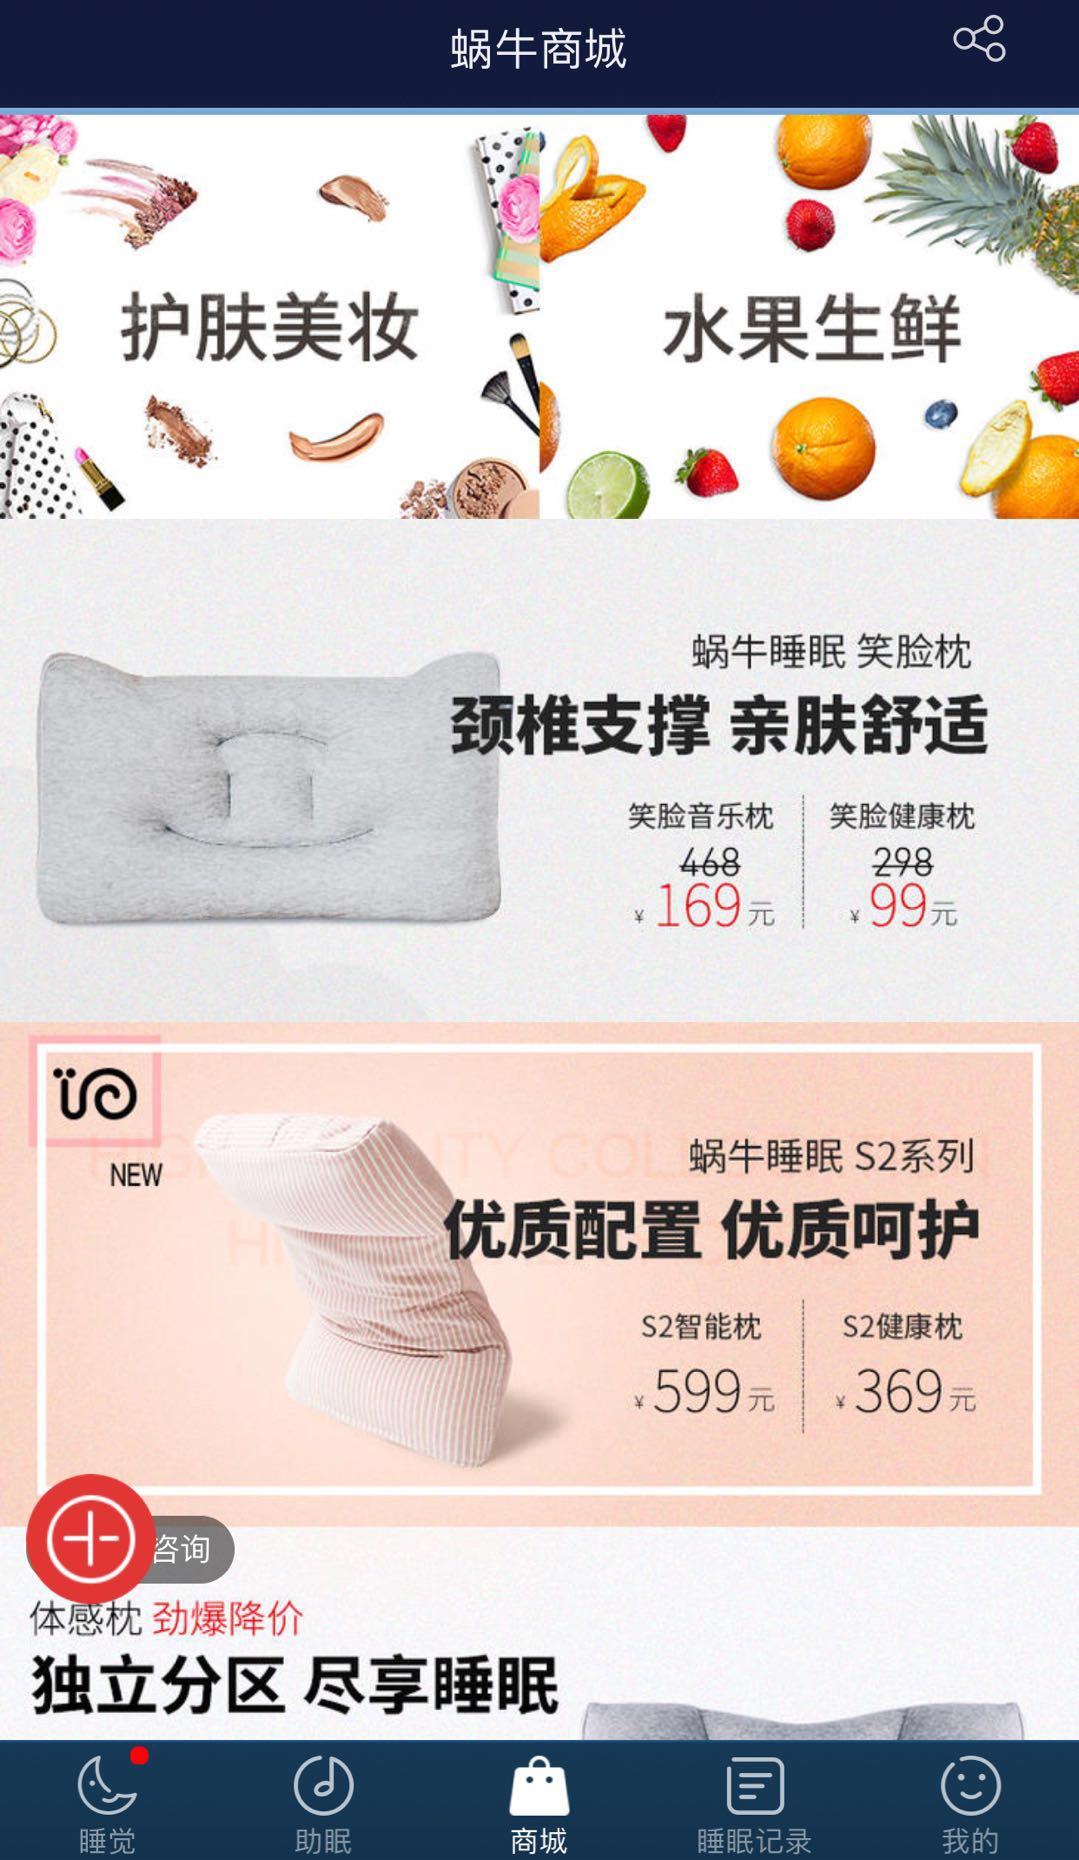 蜗牛商城
护肤美妆
水果生鲜
蜗牛睡眠 笑脸枕
颈椎支撑 亲肤舒适
笑脸音乐枕
468
¥ 169元
笑脸健康枕
298
¥ 99元
NEW
蜗牛睡眠 S2系列
优质配置 优质呵护
S2智能枕
¥ 599元
S2健康枕
¥ 369元
咨询
体感枕 劲爆降价
独立分区 尽享睡眠
睡觉
助眠
商城
睡眠记录
我的